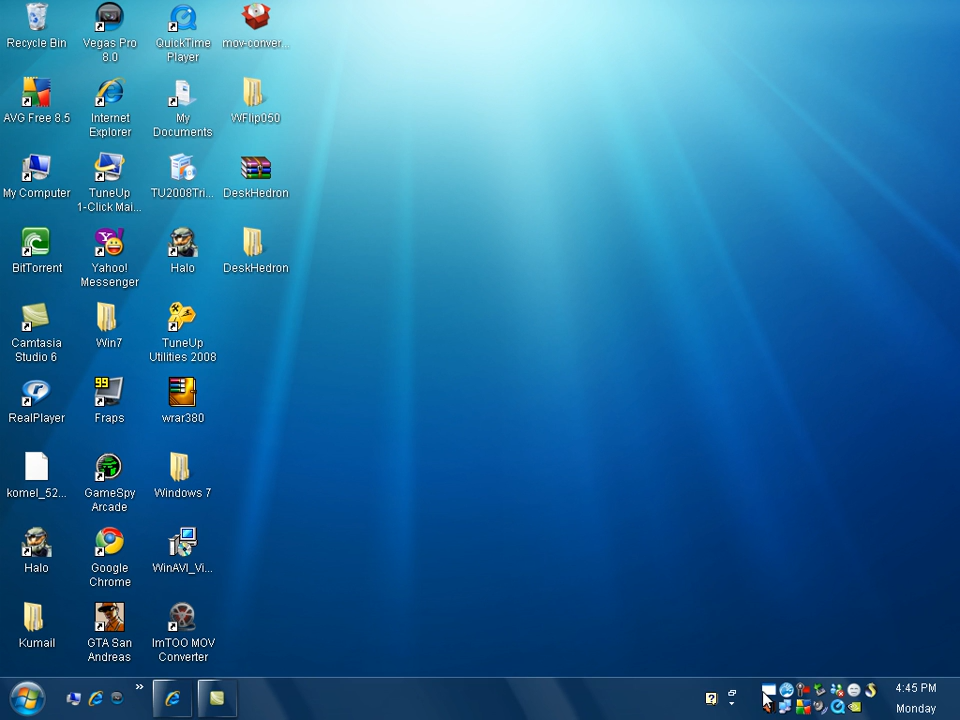 Recycle Bin
Vegas Pro
8.0
QuickTime
Player
mov-conver...
AVG Free 8.5
Internet
Explorer
My
Documents
WFlip050
My Computer
TuneUp
1-Click Mai...
TU2008Tri...
DeskHedron
BitTorrent
Yahoo!
Messenger
Halo
DeskHedron
Camtasia
Studio 6
Win7
TuneUp
Utilities 2008
RealPlayer
99
Fraps
wrar380
komel_52...
GameSpy
Arcade
Windows 7
Halo
Google
Chrome
WinAVI_Vi...
Kumail
GTA San
Andreas
ImTOO MOV
Converter
»
?
4:45 PM
Monday